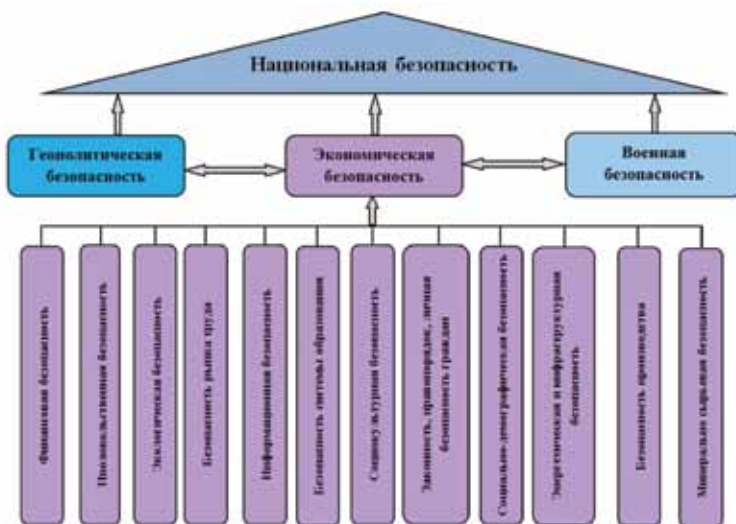 Национальная безопасность
Геополитическая
безопасность
Экономическая
безопасность
Военная
безопасность
Финансовая безопасность
Продовольственная безопасность
Экологическая безопасность
Безопасность рынка труда
Информационная безопасность
Безопасность системы образования
Социокультурная безопасность
Законность, правопорядок, личная
безопасность граждан
Социально-демографическая безопасность
Энергетическая и инфраструктурная
безопасность
Безопасность производства
Минерально сырьевая безопасность